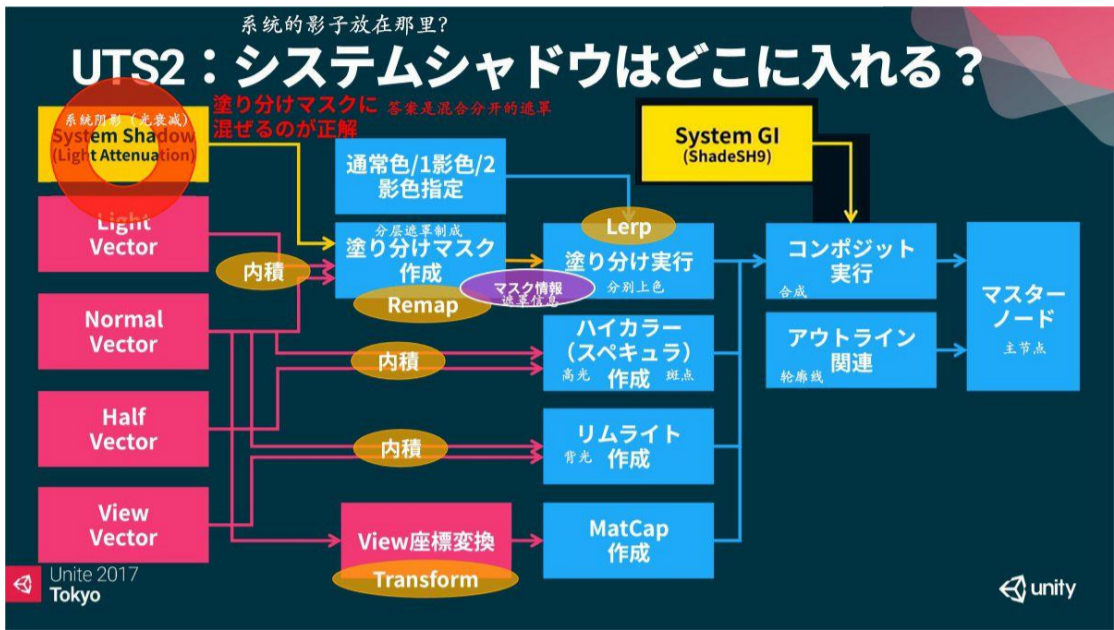 系统的影子放在那里?
UTS2：システムシャドウはどこに入れる？
系统阴影（光衰减）
System Shadow
(Light Attenuation)
塗り分けマスクに
混ぜるのが正解
答案是混合分开的遮罩
System GI
(ShadeSH9)
通常色/1影色/2
影色指定
Light
Vector
内積
分层遮罩制成
塗り分けマスク
作成
Remap
マスク情報
遮罩信息
Lerp
塗り分け実行
分别上色
コンポジット
実行
合成
マスター
ノード
主节点
Normal
Vector
内積
ハイカラー
（スペキュラ）
高光 作成 斑点
アウトライン
関連
轮廓线
Half
Vector
内積
リムライト
背光 作成
View
Vector
View座標変換
Transform
MatCap
作成
Unite 2017
Tokyo
unity